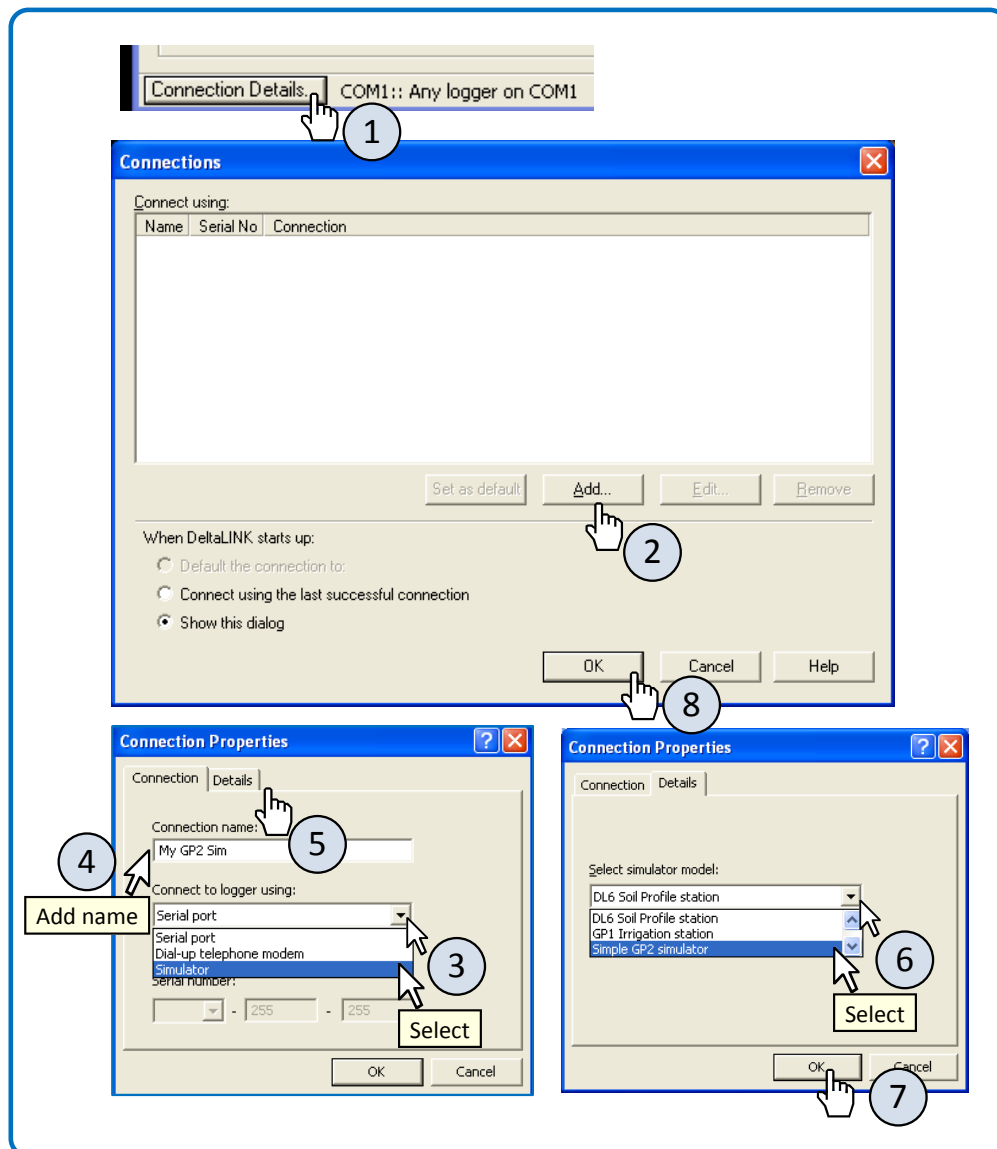 Connection Details... COM1:: Any logger on COM1
1
Connections
Connect using:
Name Serial No Connection
Set as default Add... Edit... Remove
2
When DeltaLINK starts up:
Default the connection to:
Connect using the last successful connection
Show this dialog
OK Cancel Help
8
Connection Properties
Connection Details
5
Connection name:
4
My GP2 Sim
Add name
Connect to logger using:
Serial port
Serial port
Dial-up telephone modem
Simulator
3
Serial number:
- 255 - 255
Select
OK Cancel
Connection Properties
Connection Details
Select simulator model:
DL6 Soil Profile station
DL6 Soil Profile station
GP1 Irrigation station
Simple GP2 simulator
6
Select
OK Cancel
7